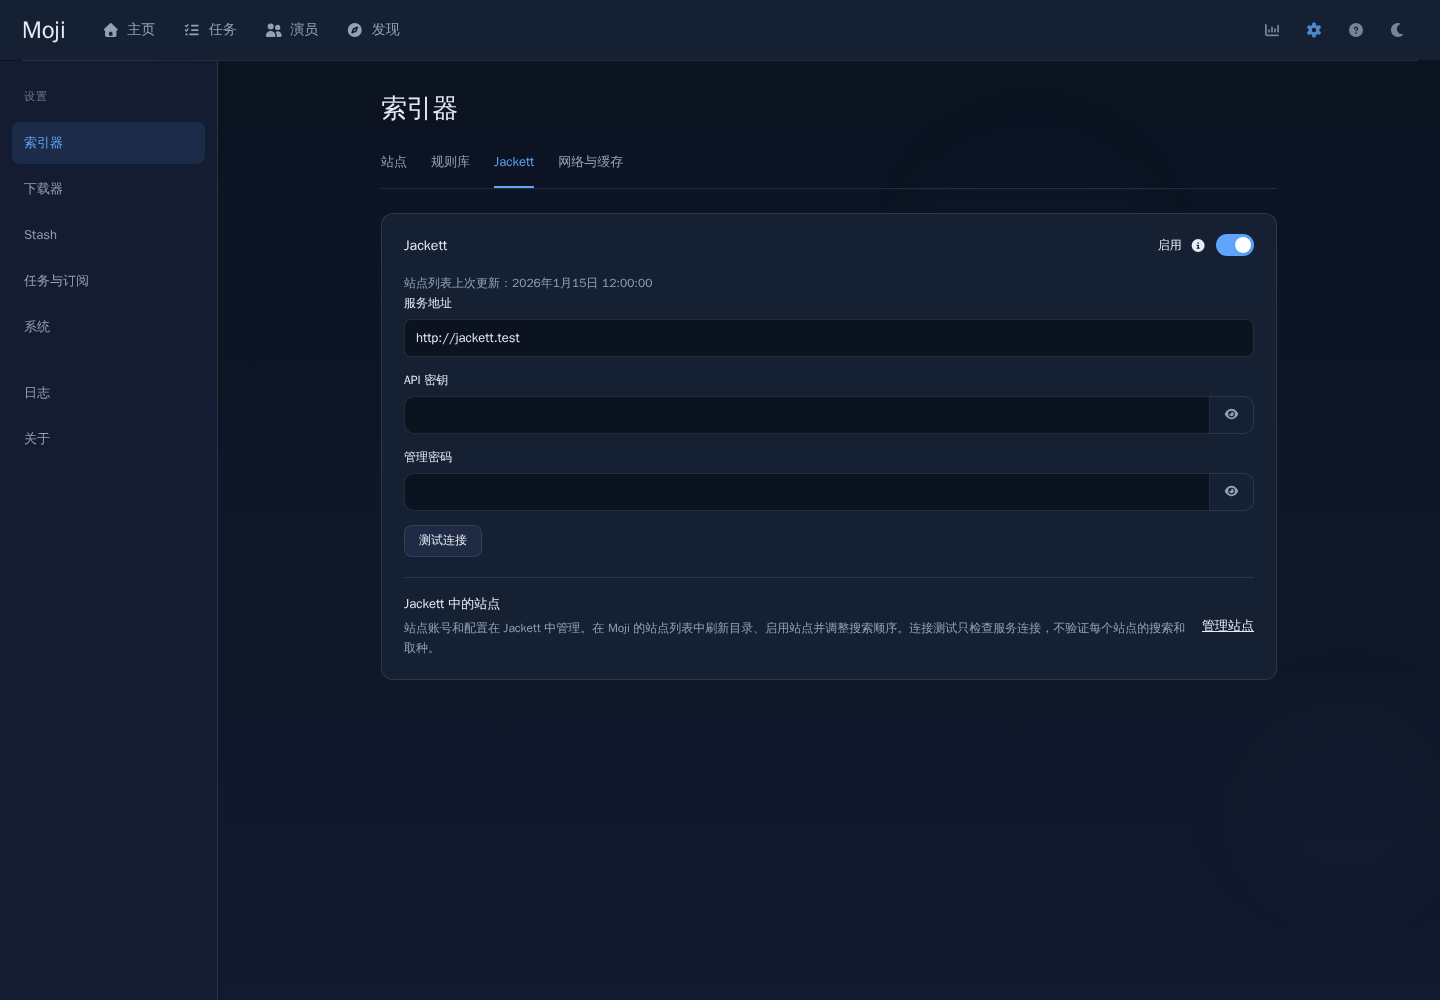 Moji
主页
任务
演员
发现
设置
索引器
下载器
Stash
任务与订阅
系统
日志
关于
索引器
站点
规则库
Jackett
网络与缓存
Jackett
启用
站点列表上次更新：2026年1月15日 12:00:00
服务地址
http://jackett.test
API 密钥
管理密码
测试连接
Jackett 中的站点
站点账号和配置在 Jackett 中管理。在 Moji 的站点列表中刷新目录、启用站点并调整搜索顺序。连接测试只检查服务连接，不验证每个站点的搜索和
取种。
管理站点